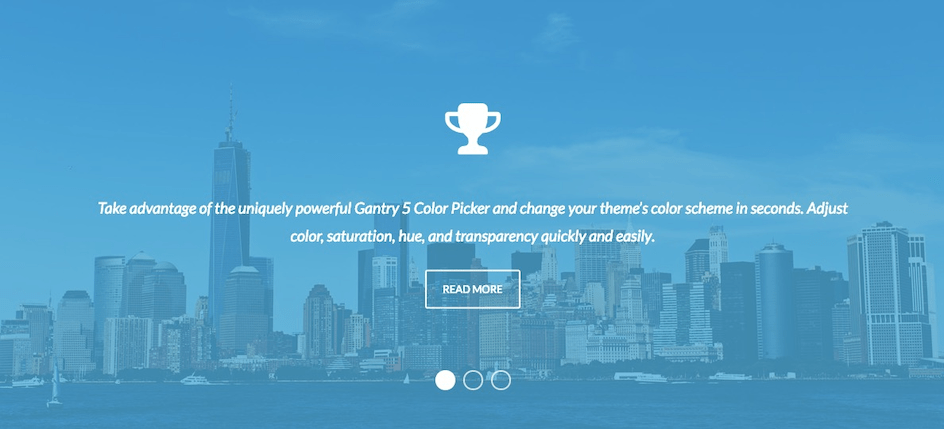 Take advantage of the uniquely powerful Gantry 5 Color Picker and change your theme's color scheme in seconds. Adjust
color, saturation, hue, and transparency quickly and easily.
READ MORE